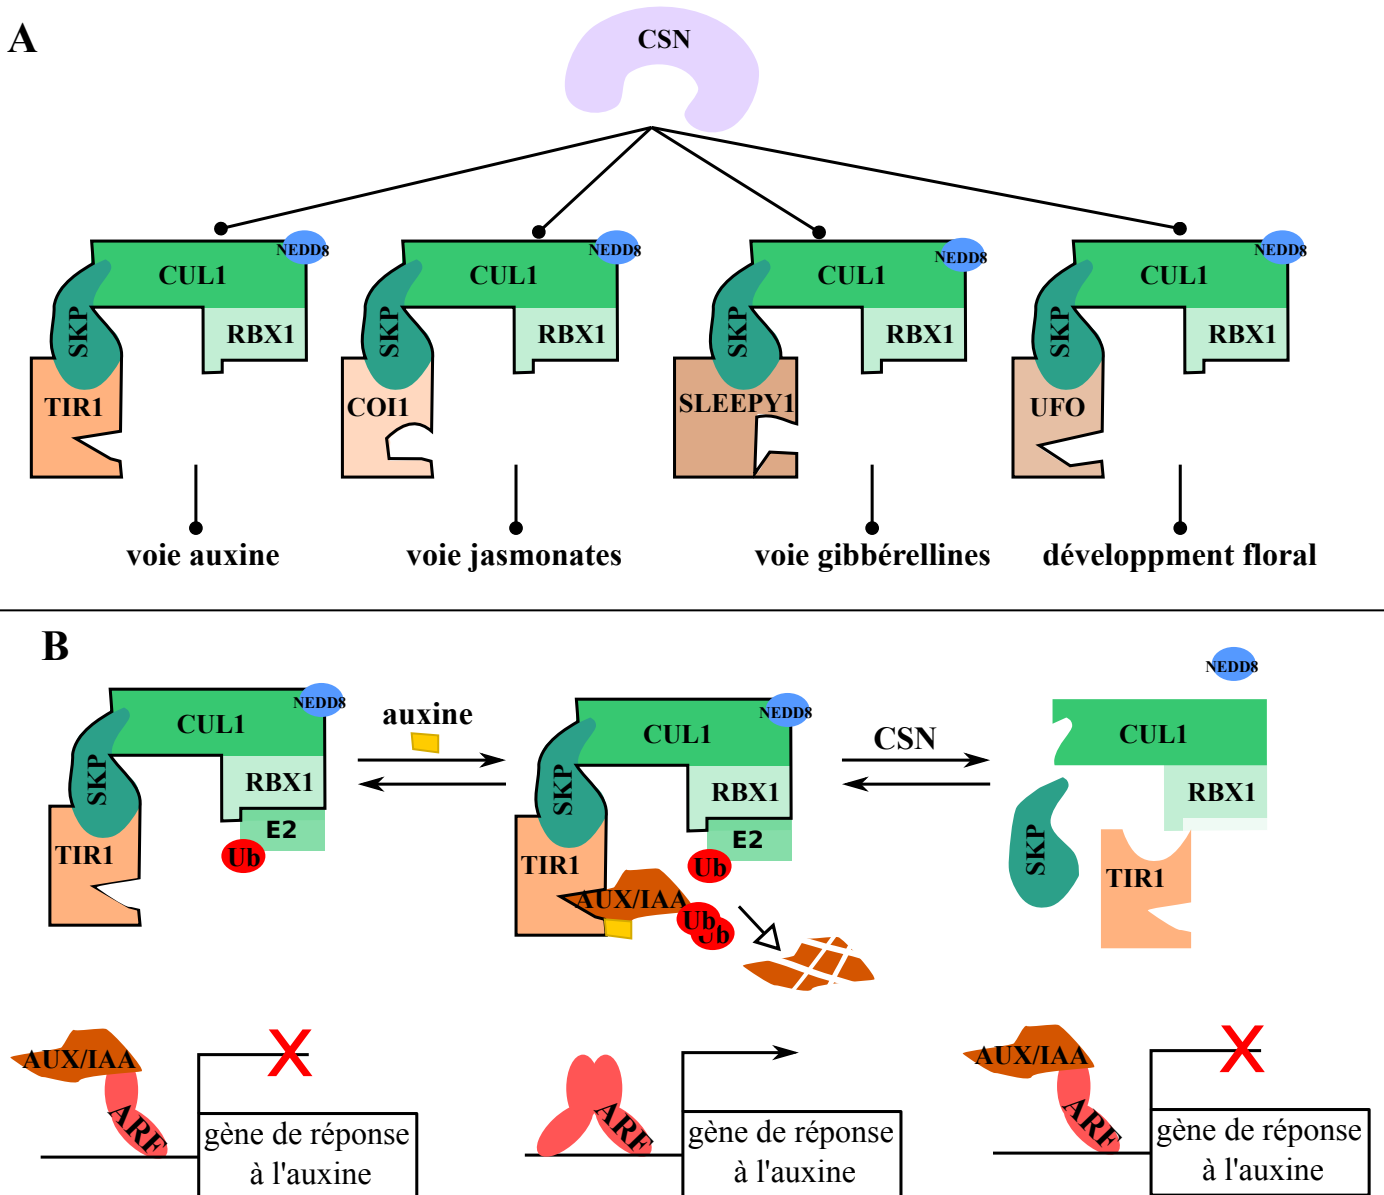 A
CSN
CUL1
NEDD8
SKP
RBX1
TIR1
CUL1
NEDD8
SKP
RBX1
COI1
CUL1
NEDD8
SKP
RBX1
SLEEPY1
CUL1
NEDD8
SKP
RBX1
UFO
voie auxine
voie jasmonates
voie gibbérellines
développment floral
B
CUL1
NEDD8
SKP
RBX1
E2
Ub
TIR1
auxine
CUL1
NEDD8
SKP
RBX1
E2
Ub
TIR1
AUX/IAA
Ub
Ub
CSN
NEDD8
CUL1
RBX1
SKP
TIR1
AUX/IAA
ARF
X
gène de réponse
à l'auxine
ARF
gène de réponse
à l'auxine
AUX/IAA
ARF
X
gène de réponse
à l'auxine